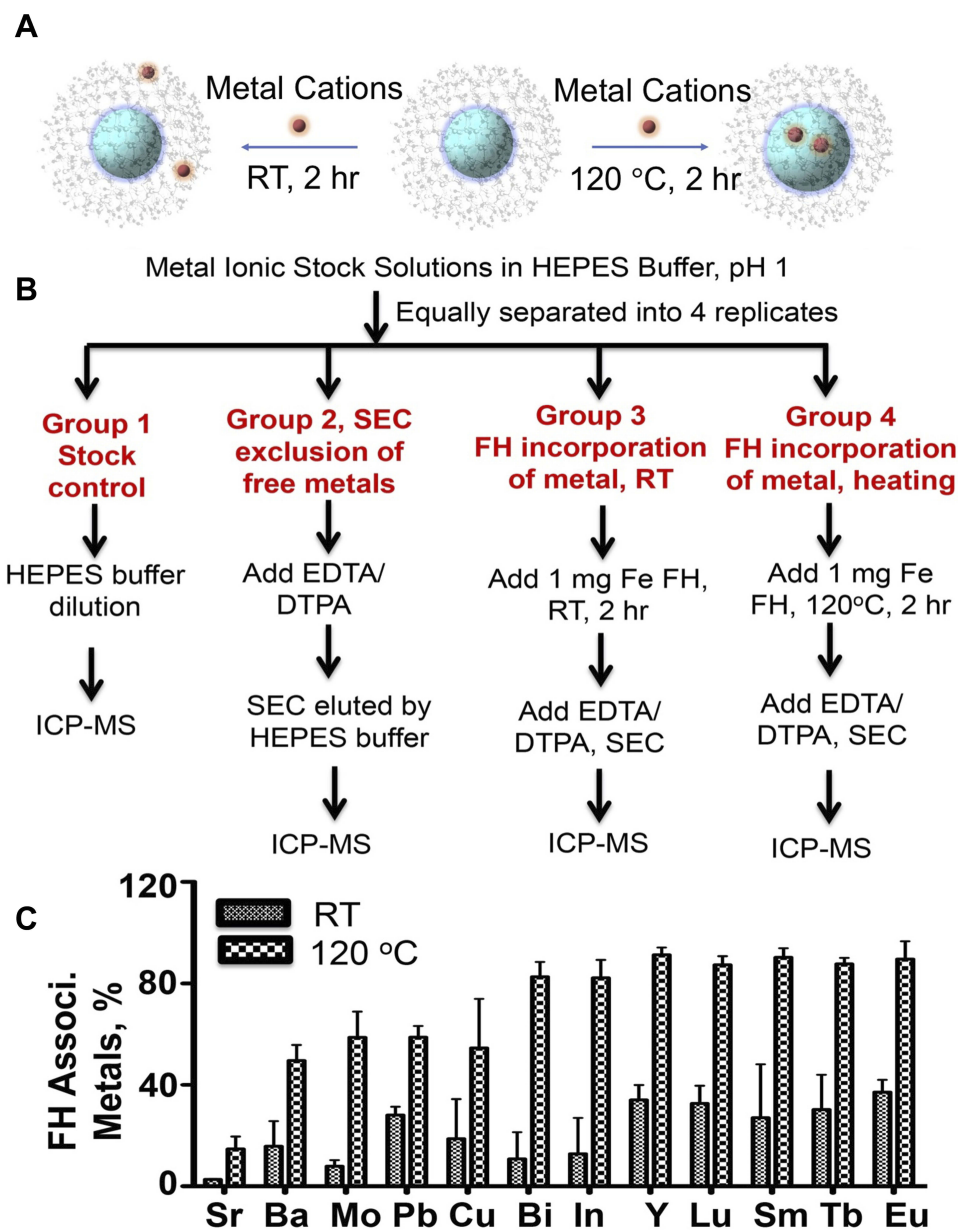 A
Metal Cations
RT, 2 hr
Metal Cations
120 °C, 2 hr
Metal Ionic Stock Solutions in HEPES Buffer, pH 1
B
Equally separated into 4 replicates
Group 1
Stock
control
HEPES buffer
dilution
ICP-MS
Group 2, SEC
exclusion of
free metals
Add EDTA/
DTPA
SEC eluted by
HEPES buffer
ICP-MS
Group 3
FH incorporation
of metal, RT
Add 1 mg Fe FH,
RT, 2 hr
Add EDTA/
DTPA, SEC
ICP-MS
Group 4
FH incorporation
of metal, heating
Add 1 mg Fe
FH, 120°C, 2 hr
Add EDTA/
DTPA, SEC
ICP-MS
C
FH Associ.
Metals, %
120
80
40
0
RT
120 °C
Sr Ba Mo Pb Cu Bi In Y Lu Sm Tb Eu